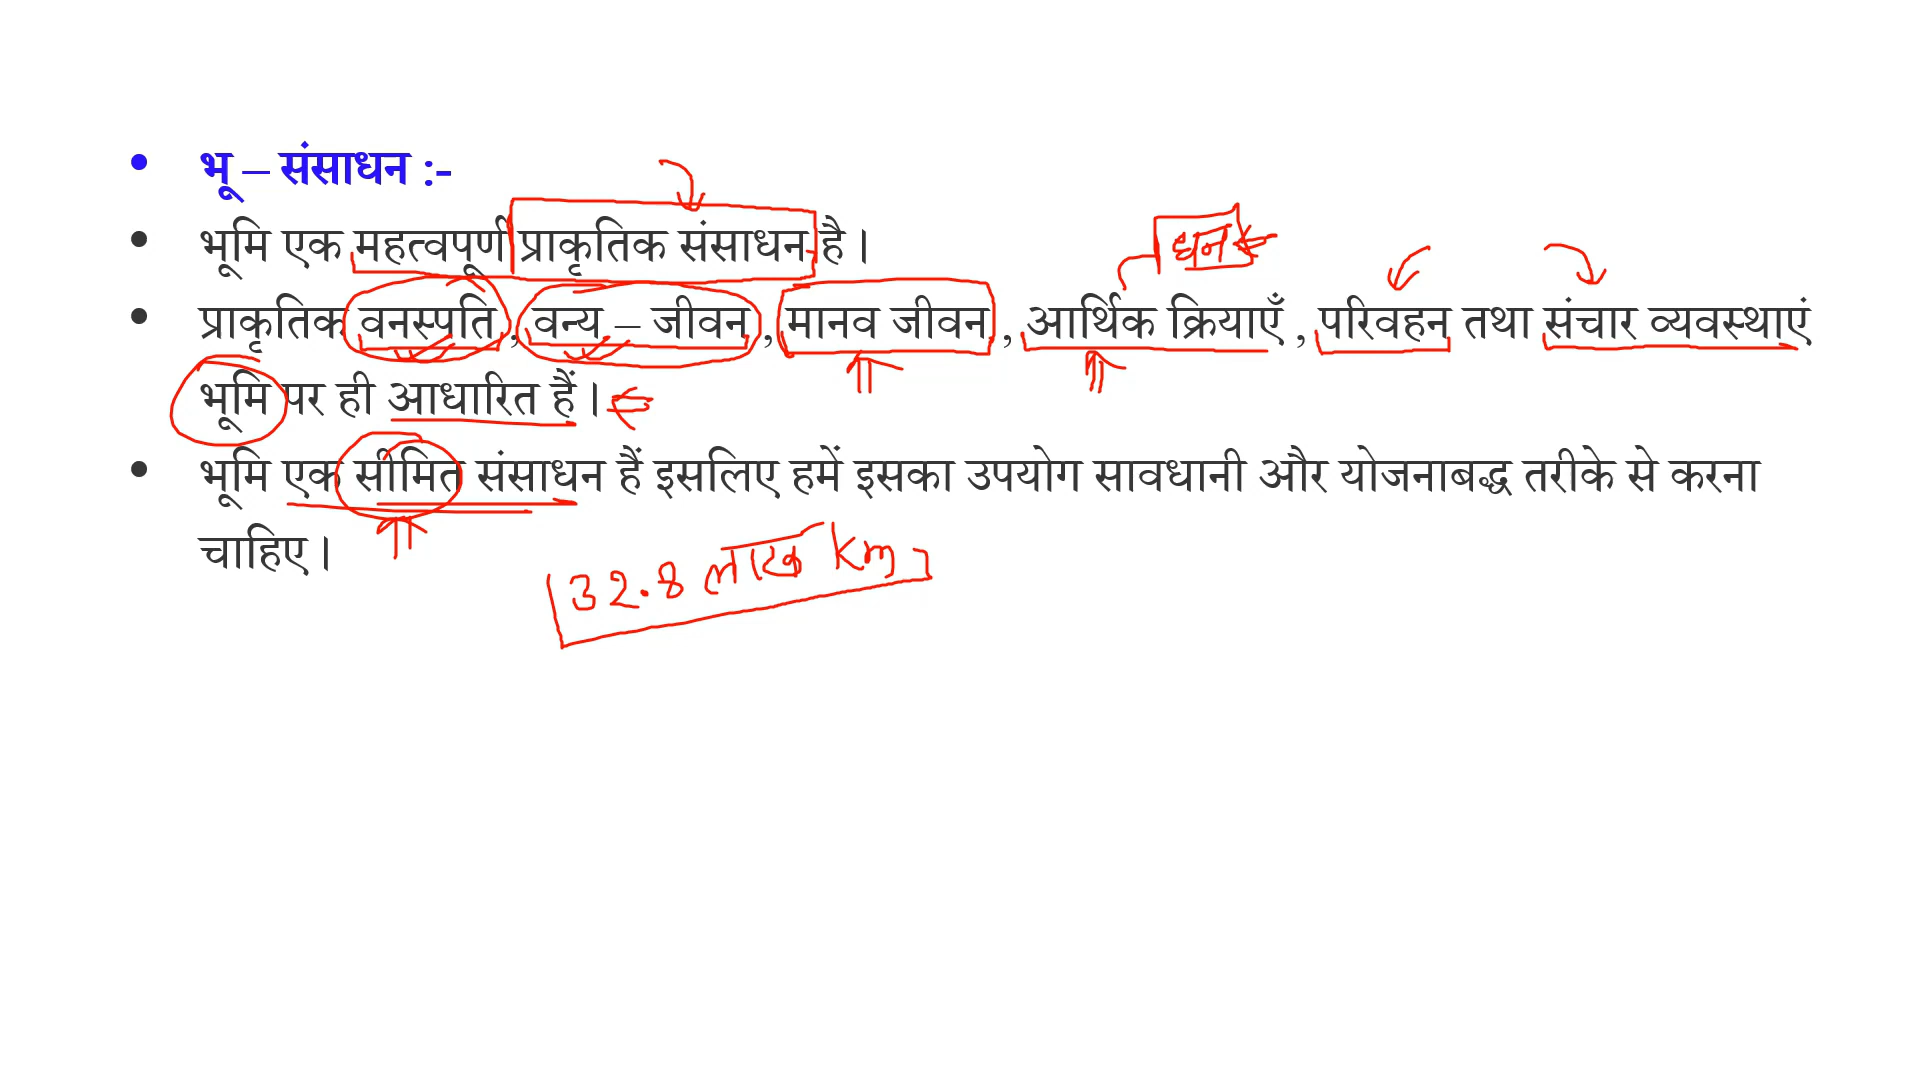 • भू – संसाधन :-
धन
• भूमि एक महत्वपूर्ण प्राकृतिक संसाधन है ।
• प्राकृतिक वनस्पति , वन्य – जीवन , मानव जीवन , आर्थिक क्रियाएँ , परिवहन तथा संचार व्यवस्थाएं
भूमि पर ही आधारित हैं ।
• भूमि एक सीमित संसाधन हैं इसलिए हमें इसका उपयोग सावधानी और योजनाबद्ध तरीके से करना
चाहिए ।
32.8 लाख Km